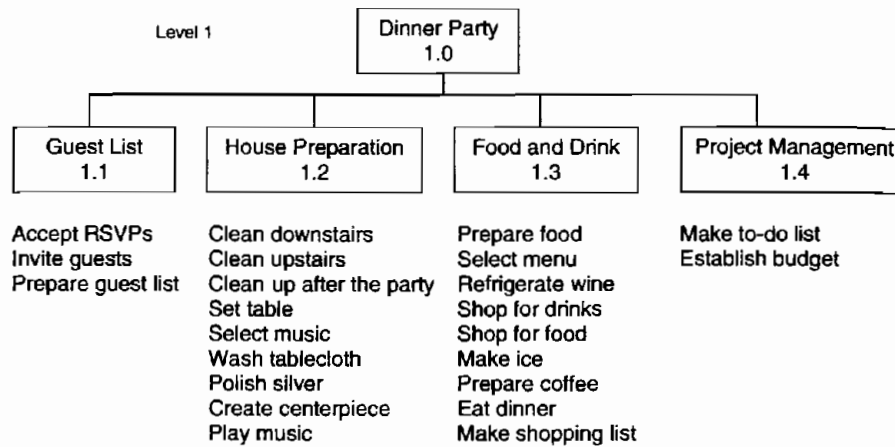 Level 1
Dinner Party
1.0
Guest List
1.1
House Preparation
1.2
Food and Drink
1.3
Project Management
1.4
Accept RSVPs
Invite guests
Prepare guest list
Clean downstairs
Clean upstairs
Clean up after the party
Set table
Select music
Wash tablecloth
Polish silver
Create centerpiece
Play music
Prepare food
Select menu
Refrigerate wine
Shop for drinks
Shop for food
Make ice
Prepare coffee
Eat dinner
Make shopping list
Make to-do list
Establish budget